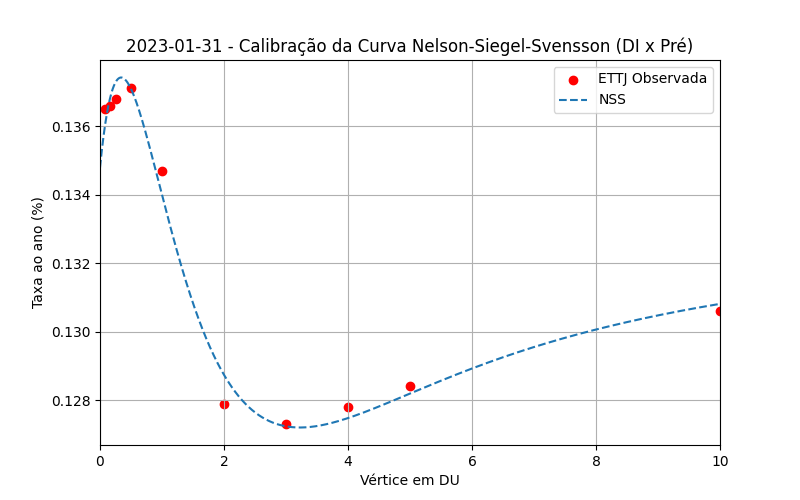 2023-01-31 - Calibração da Curva Nelson-Siegel-Svensson (DI x Pré)
ETTJ Observada
NSS
Taxa ao ano (%)
0.136
0.134
0.132
0.130
0.128
0 2 4 6 8 10
Vértice em DU